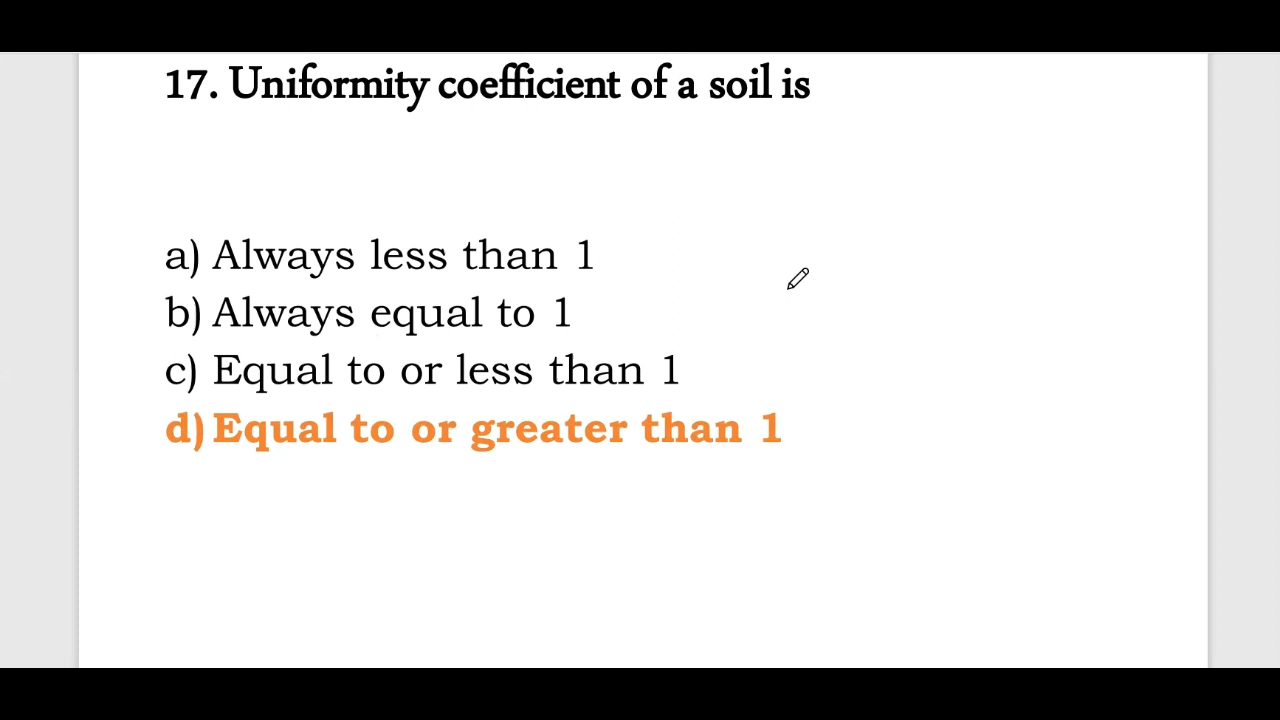 17. Uniformity coefficient of a soil is
a) Always less than 1
b) Always equal to 1
c) Equal to or less than 1
d) Equal to or greater than 1